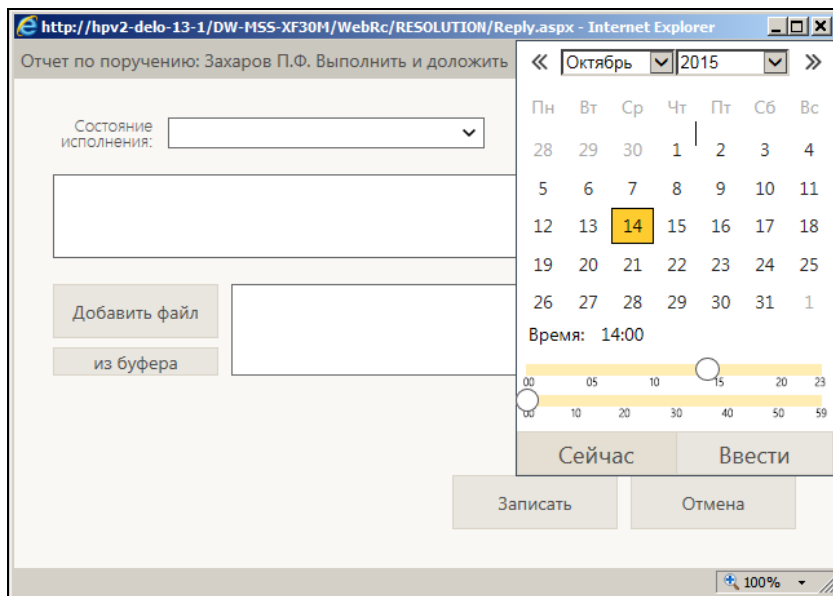 http://hpv2-delo-13-1/DW-MSS-XF30M/WebRc/RESOLUTION/Reply.aspx - Internet Explorer
Отчет по поручению: Захаров П.Ф. Выполнить и доложить
Состояние
исполнения:
Добавить файл
из буфера
Записать
Отмена
Октябрь 2015
Пн Вт Ср Чт Пт Сб Вс
28 29 30 1 2 3 4
5 6 7 8 9 10 11
12 13 14 15 16 17 18
19 20 21 22 23 24 25
26 27 28 29 30 31 1
Время: 14:00
00 05 10 15 20 23
00 10 20 30 40 50 59
Сейчас Ввести
100%